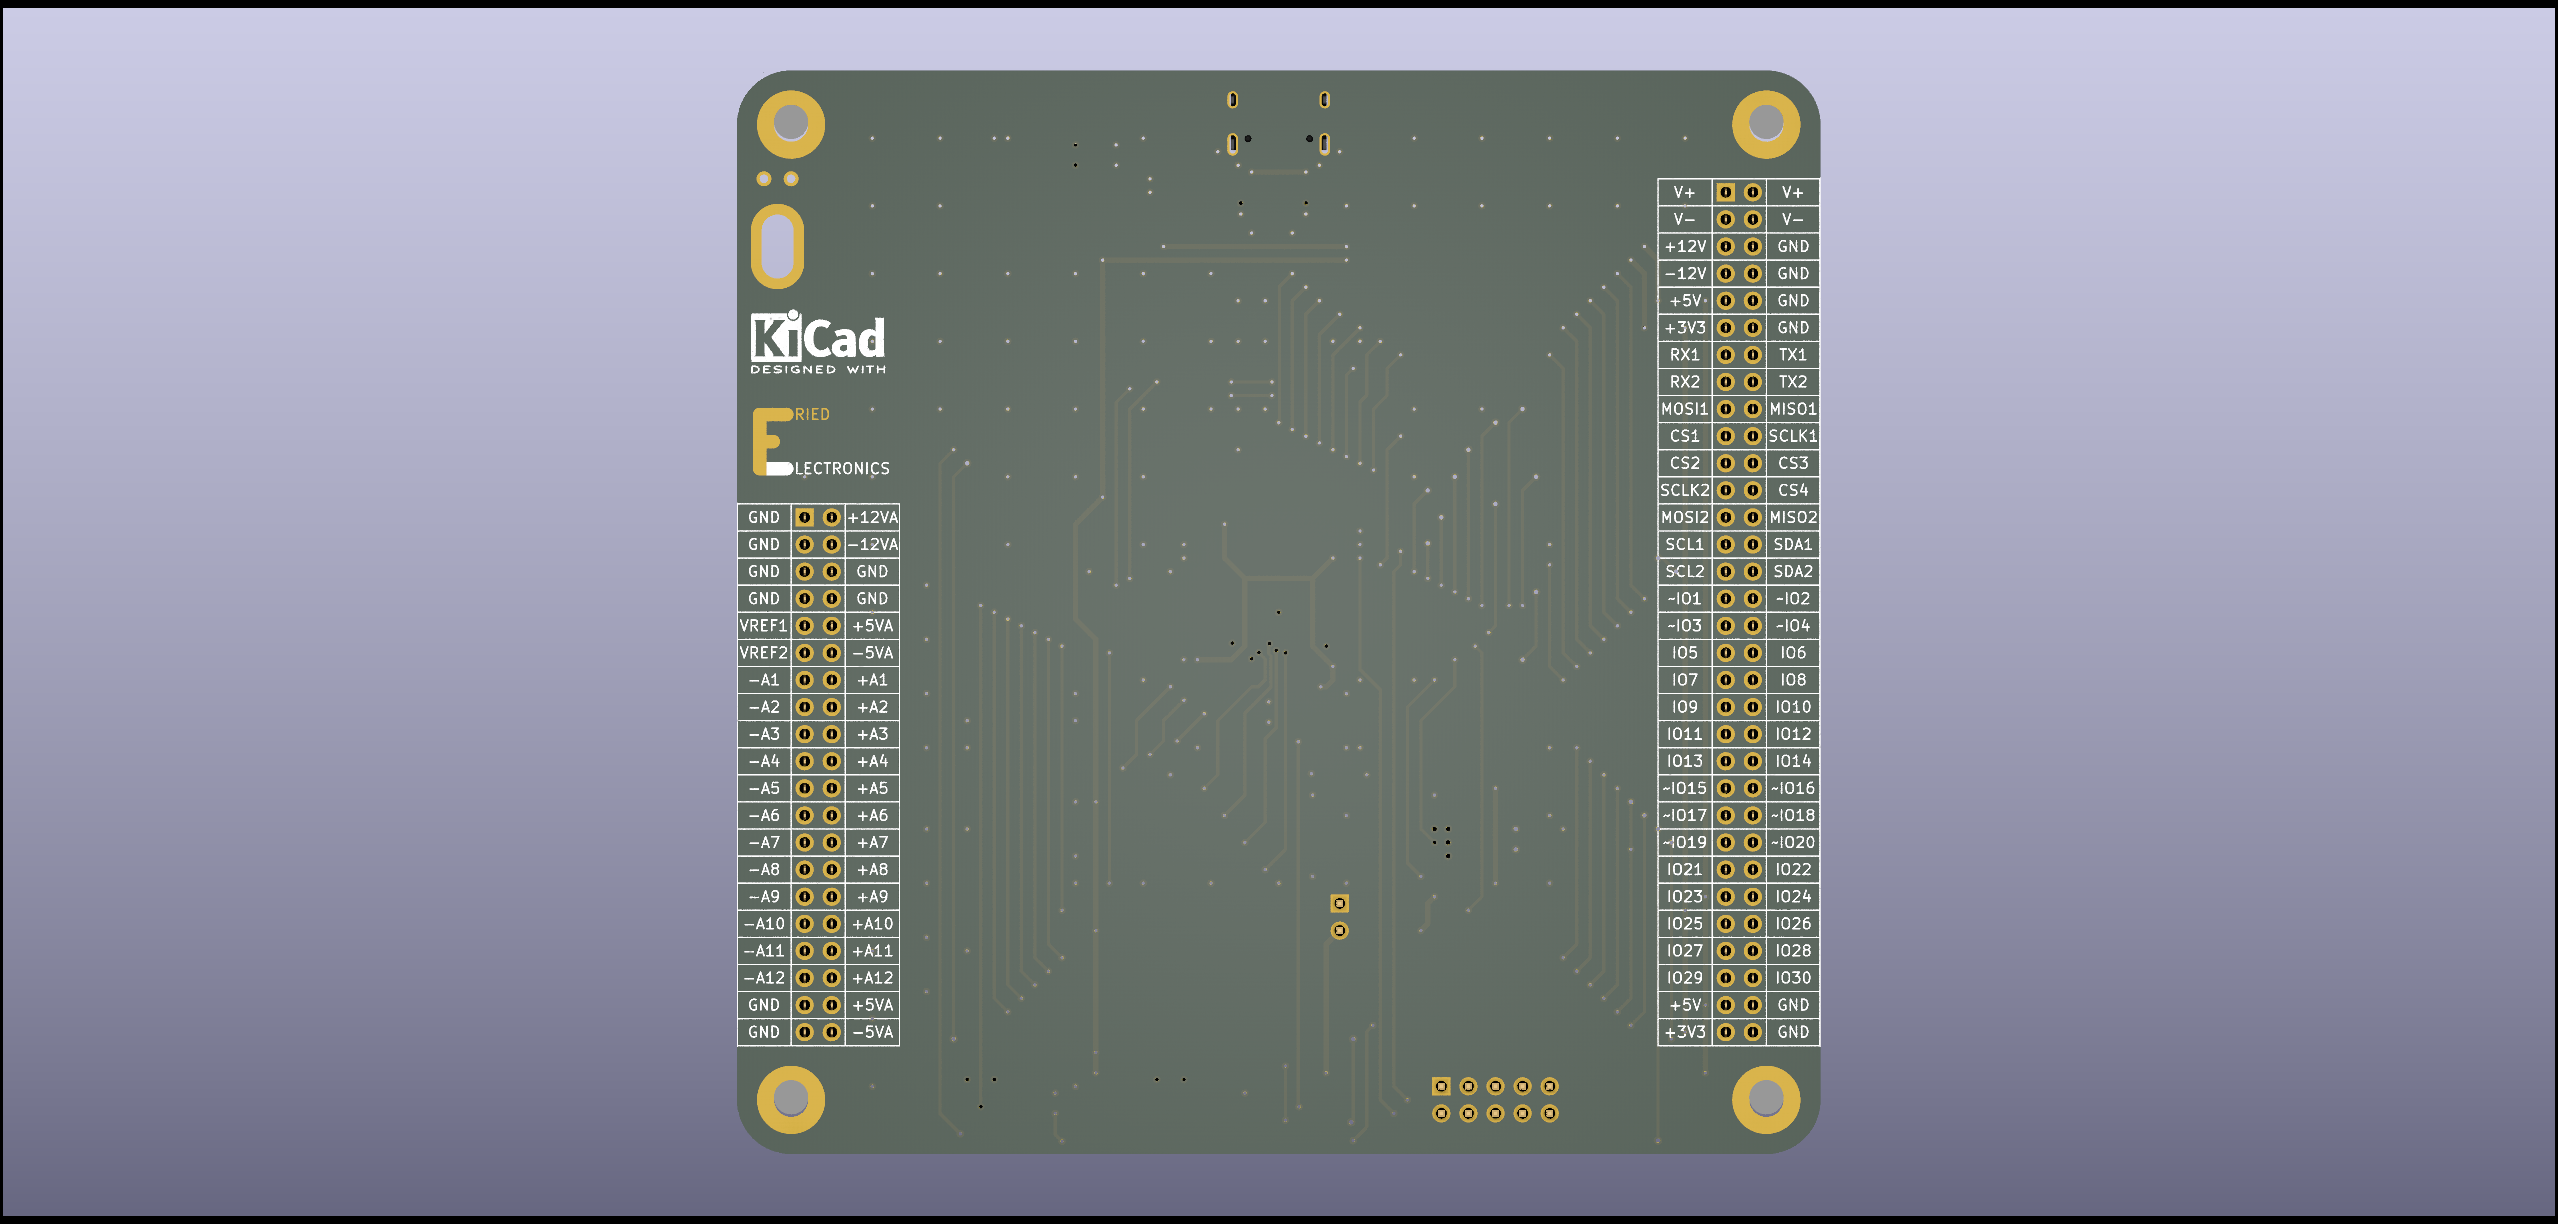 KiCad
DESIGNED WITH
RIED
LECTRONICS
GND +12VA
GND -12VA
GND GND
GND GND
VREF1 +5VA
VREF2 -5VA
-A1 +A1
-A2 +A2
-A3 +A3
-A4 +A4
-A5 +A5
-A6 +A6
-A7 +A7
-A8 +A8
-A9 +A9
-A10 +A10
-A11 +A11
-A12 +A12
GND +5VA
GND -5VA
V+ V+
V- V-
+12V GND
-12V GND
+5V GND
+3V3 GND
RX1 TX1
RX2 TX2
MOSI1 MISO1
CS1 SCLK1
CS2 CS3
SCLK2 CS4
MOSI2 MISO2
SCL1 SDA1
SCL2 SDA2
~IO1 ~IO2
~IO3 ~IO4
IO5 IO6
IO7 IO8
IO9 IO10
IO11 IO12
IO13 IO14
~IO15 ~IO16
~IO17 ~IO18
~IO19 ~IO20
IO21 IO22
IO23 IO24
IO25 IO26
IO27 IO28
IO29 IO30
+5V GND
+3V3 GND